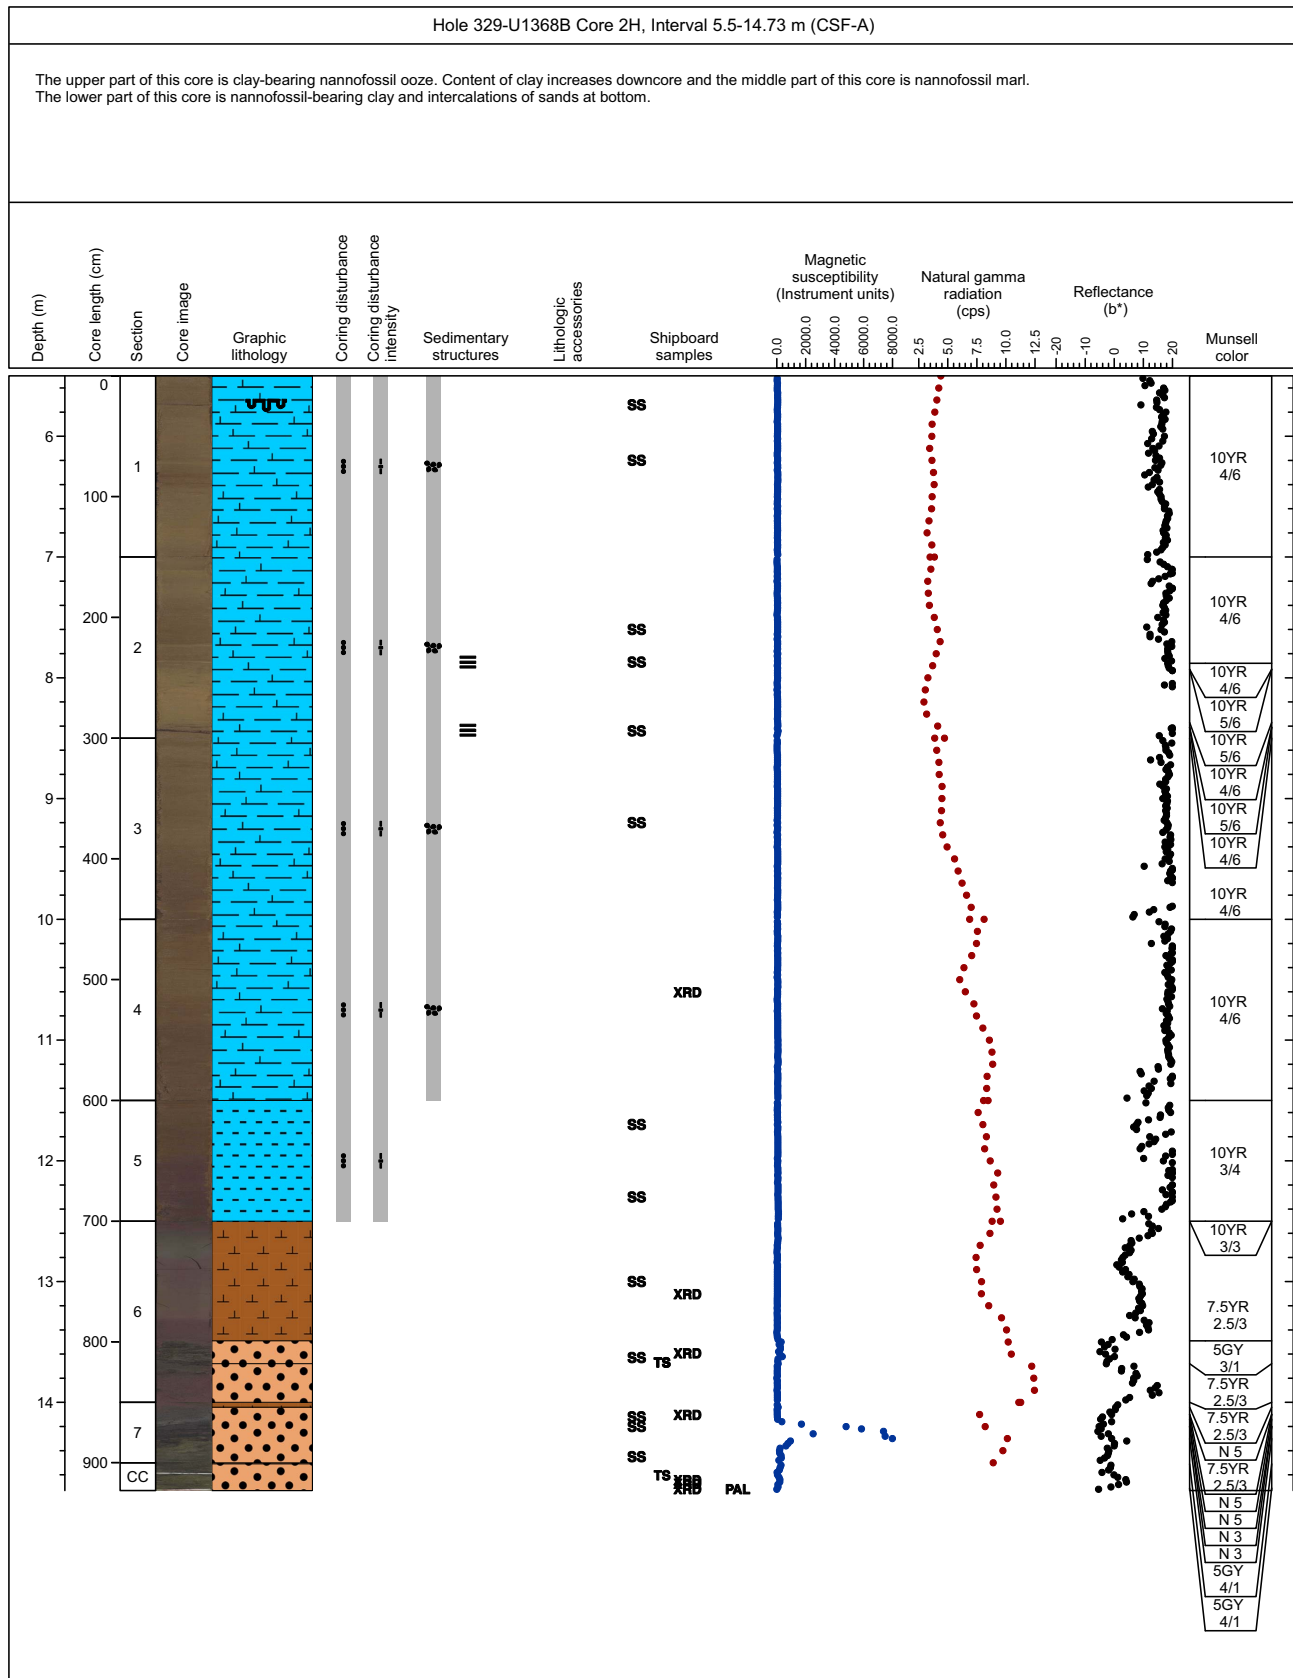 Hole 329-U1368B Core 2H, Interval 5.5-14.73 m (CSF-A)
The upper part of this core is clay-bearing nannofossil ooze. Content of clay increases downcore and the middle part of this core is nannofossil marl.
The lower part of this core is nannofossil-bearing clay and intercalations of sands at bottom.
Depth (m)
Core length (cm)
Section
Core image
Graphic
lithology
Coring disturbance
Coring disturbance
intensity
Sedimentary
structures
Lithologic
accessories
Shipboard
samples
Magnetic
susceptibility
(Instrument units)
0.0
2000.0
4000.0
6000.0
8000.0
Natural gamma
radiation
(cps)
2.5
5.0
7.5
10.0
12.5
Reflectance
(b*)
-20
-10
0
10
20
Munsell
color
6
7
8
9
10
11
12
13
14
0
100
200
300
400
500
600
700
800
900
1
2
3
4
5
6
7
CC
SS
SS
SS
SS
SS
SS
XRD
SS
SS
SS
XRD
XRD
SS
TS
XRD
SS
SS
SS
TS
XRD
XRD
PAL
10YR
4/6
10YR
4/6
10YR
4/6
10YR
5/6
10YR
5/6
10YR
4/6
10YR
5/6
10YR
4/6
10YR
4/6
10YR
4/6
10YR
3/4
10YR
3/3
7.5YR
2.5/3
5GY
3/1
7.5YR
2.5/3
7.5YR
2.5/3
N 5
7.5YR
2.5/3
N 5
N 5
N 3
N 3
5GY
4/1
5GY
4/1